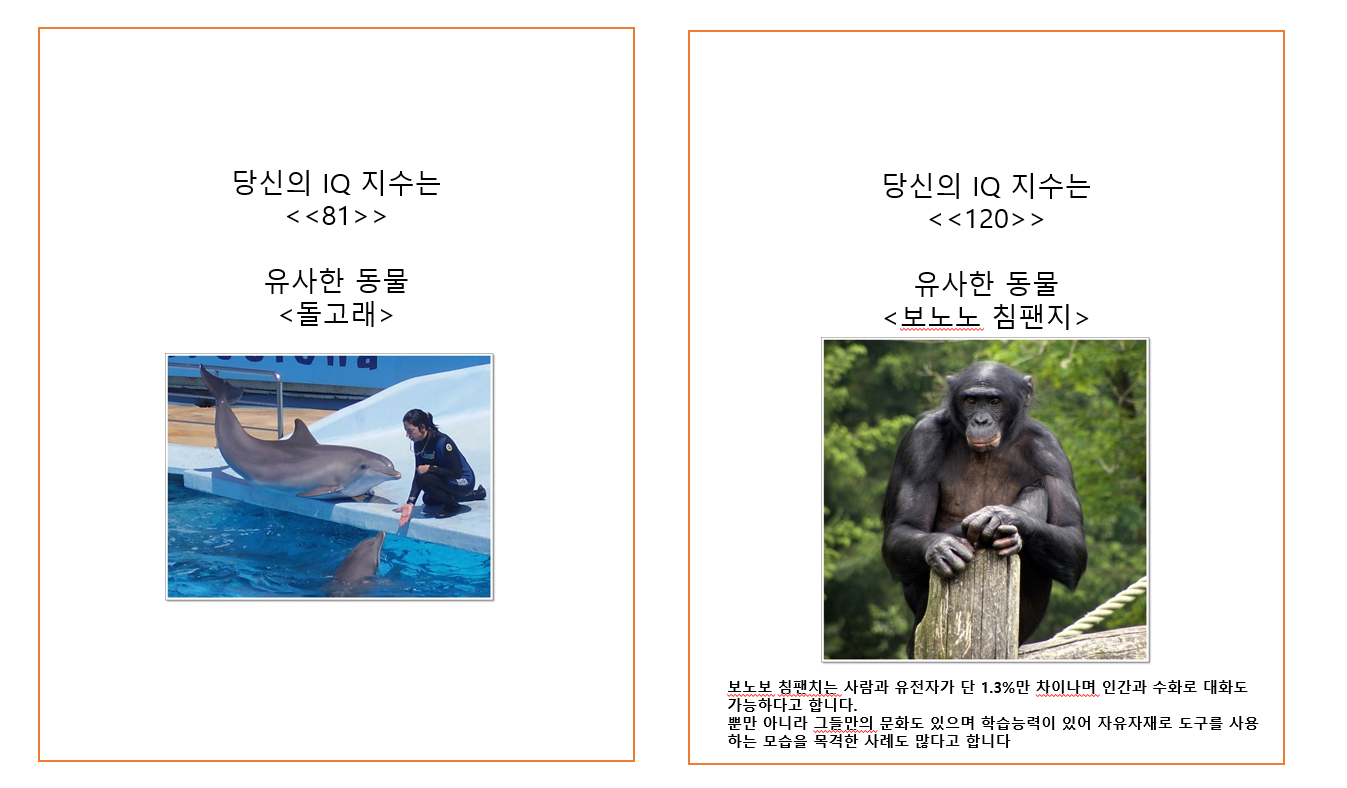 당신의 IQ 지수는
<<81>>
유사한 동물
<돌고래>
당신의 IQ 지수는
<<120>>
유사한 동물
<보노노 침팬지>
보노보 침팬치는 사람과 유전자가 단 1.3%만 차이나며 인간과 수화로 대화도
가능하다고 합니다.
뿐만 아니라 그들만의 문화도 있으며 학습능력이 있어 자유자재로 도구를 사용
하는 모습을 목격한 사례도 많다고 합니다